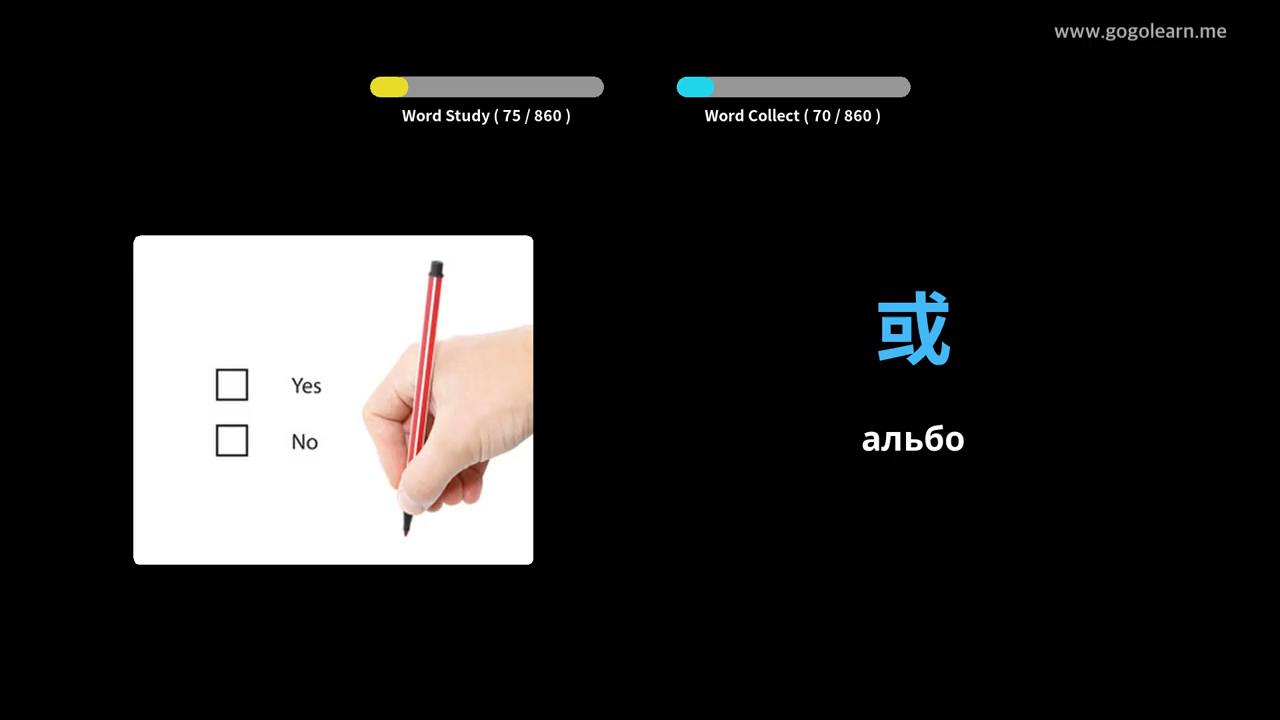 www.gogolearn.me
Word Study ( 75 / 860 )
Word Collect ( 70 / 860 )
Yes
No
或
альбо